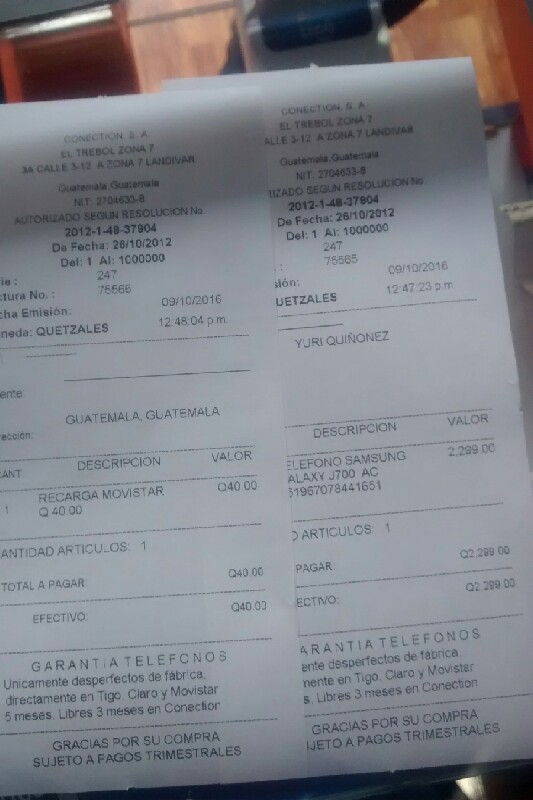 CONECTION, S. A.
EL TREBOL ZONA 7
3A CALLE 3-12 A ZONA 7 LANDIVAR
Guatemala, Guatemala
NIT: 2704633-8
AUTORIZADO SEGUN RESOLUCION No.
2012-1-48-37904
De Fecha: 26/10/2012
Del: 1 Al: 1000000
ie : 247
ctura No. : 75566
cha Emisión: 09/10/2016
12:48:04 p.m.
neda: QUETZALES
ente:
GUATEMALA, GUATEMALA
ección:
CANT DESCRIPCION VALOR
1 RECARGA MOVISTAR Q40.00
Q 40.00
ANTIDAD ARTICULOS: 1
TOTAL A PAGAR: Q40.00
EFECTIVO: Q40.00
GARANTIA TELEFONOS
Unicamente desperfectos de fábrica,
directamente en Tigo, Claro y Movistar
5 meses. Libres 3 meses en Conection
GRACIAS POR SU COMPRA
SUJETO A PAGOS TRIMESTRALES
CONECTION, S. A.
EL TREBOL ZONA 7
ALLE 3-12 A ZONA 7 LANDIVAR
Guatemala, Guatemala
NIT: 2704633-8
IZADO SEGUN RESOLUCION No.
2012-1-48-37904
De Fecha: 26/10/2012
Del: 1 Al: 1000000
: 247
75565
sión: 09/10/2016
12:47:23 p.m.
UETZALES
YURI QUIÑONEZ
DESCRIPCION VALOR
ELEFONO SAMSUNG 2,299.00
ALAXY J700 AC
51967078441651
D ARTICULOS: 1
PAGAR: Q2,299.00
ECTIVO: Q2,299.00
ARANTIA TELEFONOS
ente desperfectos de fábrica,
mente en Tigo, Claro y Movistar
s. Libres 3 meses en Conection
GRACIAS POR SU COMPRA
UJETO A PAGOS TRIMESTRALES